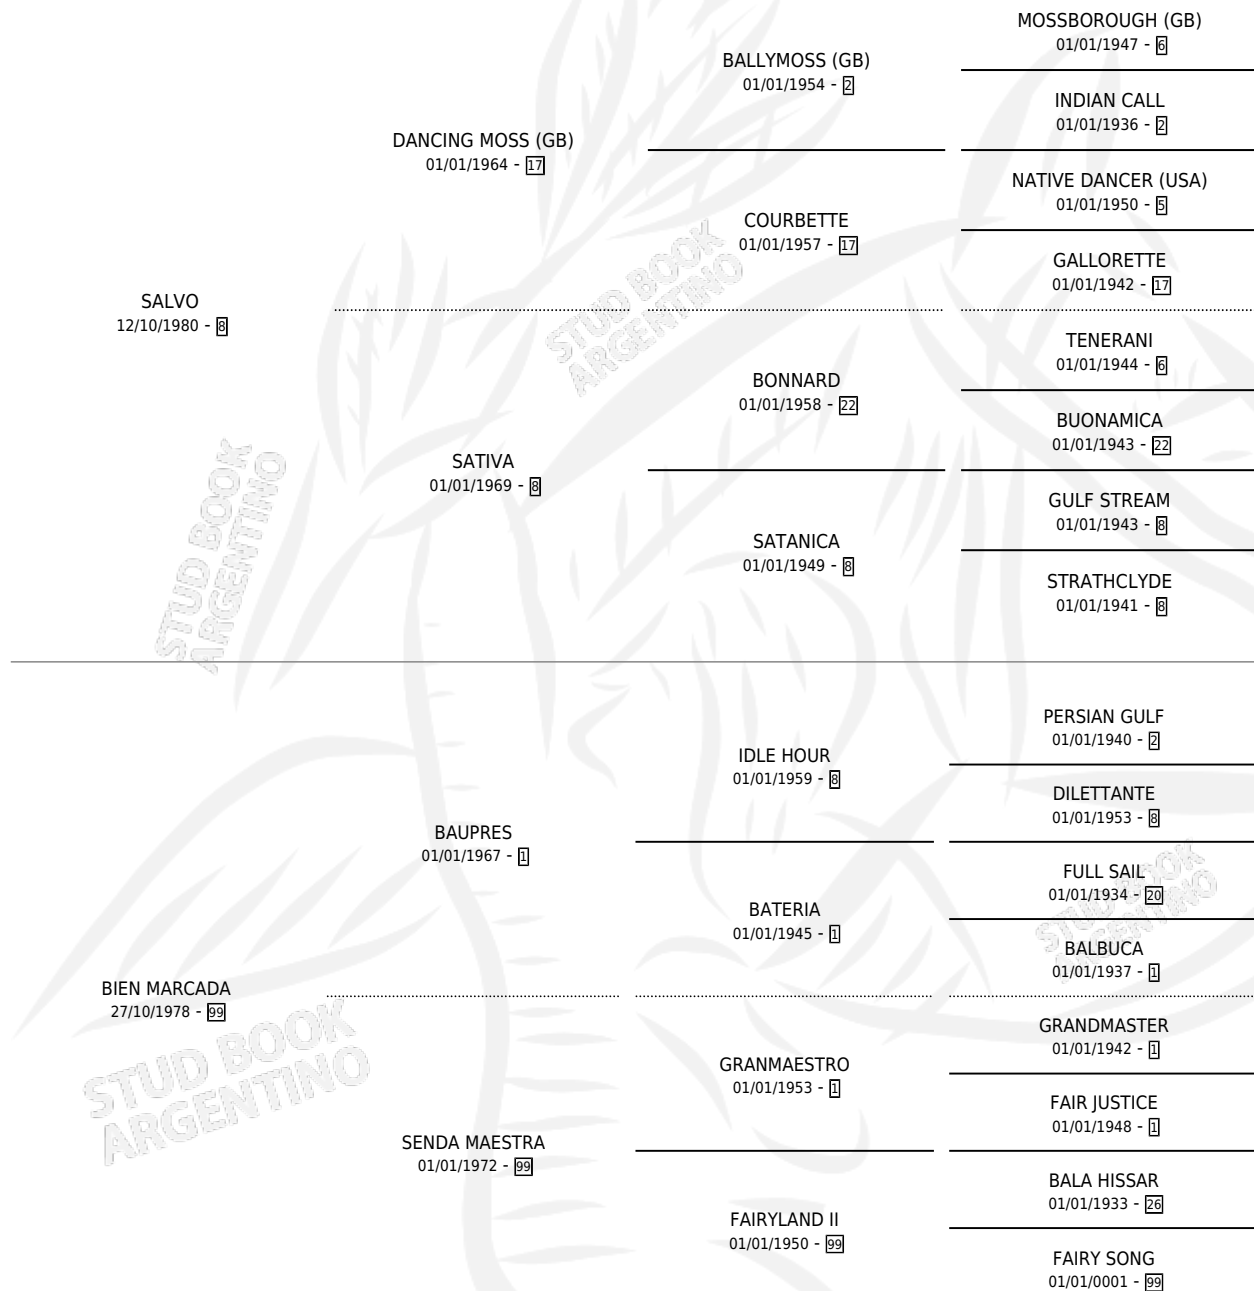 MOSSBOROUGH (GB)
01/01/1947 - 6
BALLYMOSS (GB)
01/01/1954 - 2
INDIAN CALL
01/01/1936 - 2
DANCING MOSS (GB)
01/01/1964 - 17
NATIVE DANCER (USA)
01/01/1950 - 5
COURBETTE
01/01/1957 - 17
GALLORETTE
01/01/1942 - 17
SALVO
12/10/1980 - 8
TENERANI
01/01/1944 - 6
BONNARD
01/01/1958 - 22
BUONAMICA
01/01/1943 - 22
SATIVA
01/01/1969 - 8
GULF STREAM
01/01/1943 - 8
SATANICA
01/01/1949 - 8
STRATHCLYDE
01/01/1941 - 8
PERSIAN GULF
01/01/1940 - 2
IDLE HOUR
01/01/1959 - 8
DILETTANTE
01/01/1953 - 8
BAUPRES
01/01/1967 - 1
FULL SAIL
01/01/1934 - 20
BATERIA
01/01/1945 - 1
BALBUCA
01/01/1937 - 1
BIEN MARCADA
27/10/1978 - 99
GRANDMASTER
01/01/1942 - 1
GRANMAESTRO
01/01/1953 - 1
FAIR JUSTICE
01/01/1948 - 1
SENDA MAESTRA
01/01/1972 - 99
BALA HISSAR
01/01/1933 - 26
FAIRYLAND II
01/01/1950 - 99
FAIRY SONG
01/01/0001 - 99
STUD BOOK
ARGENTINO
STUD BOOK
ARGENTINO
STUD BOOK
ARGENTINO
STUD BOOK
ARGENTINO